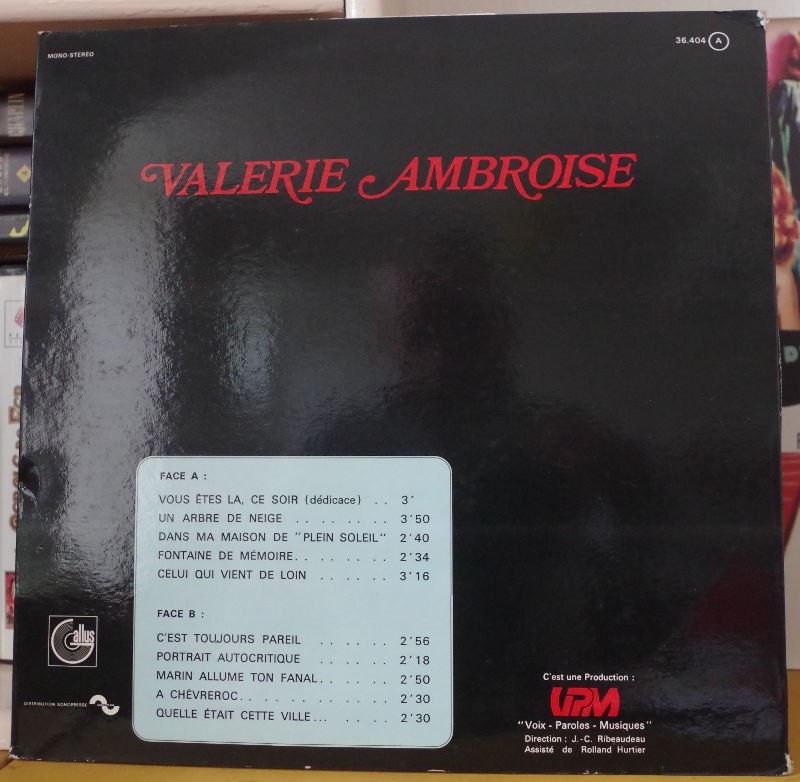 MONO-STEREO
36.404 A
VALERIE AMBROISE
FACE A :
VOUS ÊTES LA, CE SOIR (dédicace) . . 3'
UN ARBRE DE NEIGE . . . . . . . 3'50
DANS MA MAISON DE "PLEIN SOLEIL" 2'40
FONTAINE DE MÉMOIRE. . . . . . . . 2'34
CELUI QUI VIENT DE LOIN . . . . . . 3'16
FACE B :
C'EST TOUJOURS PAREIL . . . . . . 2'56
PORTRAIT AUTOCRITIQUE . . . . . . 2'18
MARIN ALLUME TON FANAL. . . . . . 2'50
A CHÈVREROC. . . . . . . . . . . . 2'30
QUELLE ÉTAIT CETTE VILLE... . . . . 2'30
Gallus
DISTRIBUTION SONOPRESSE
C'est une Production :
VPM
"Voix - Paroles - Musiques"
Direction : J.-C. Ribeaudeau
Assisté de Rolland Hurtier